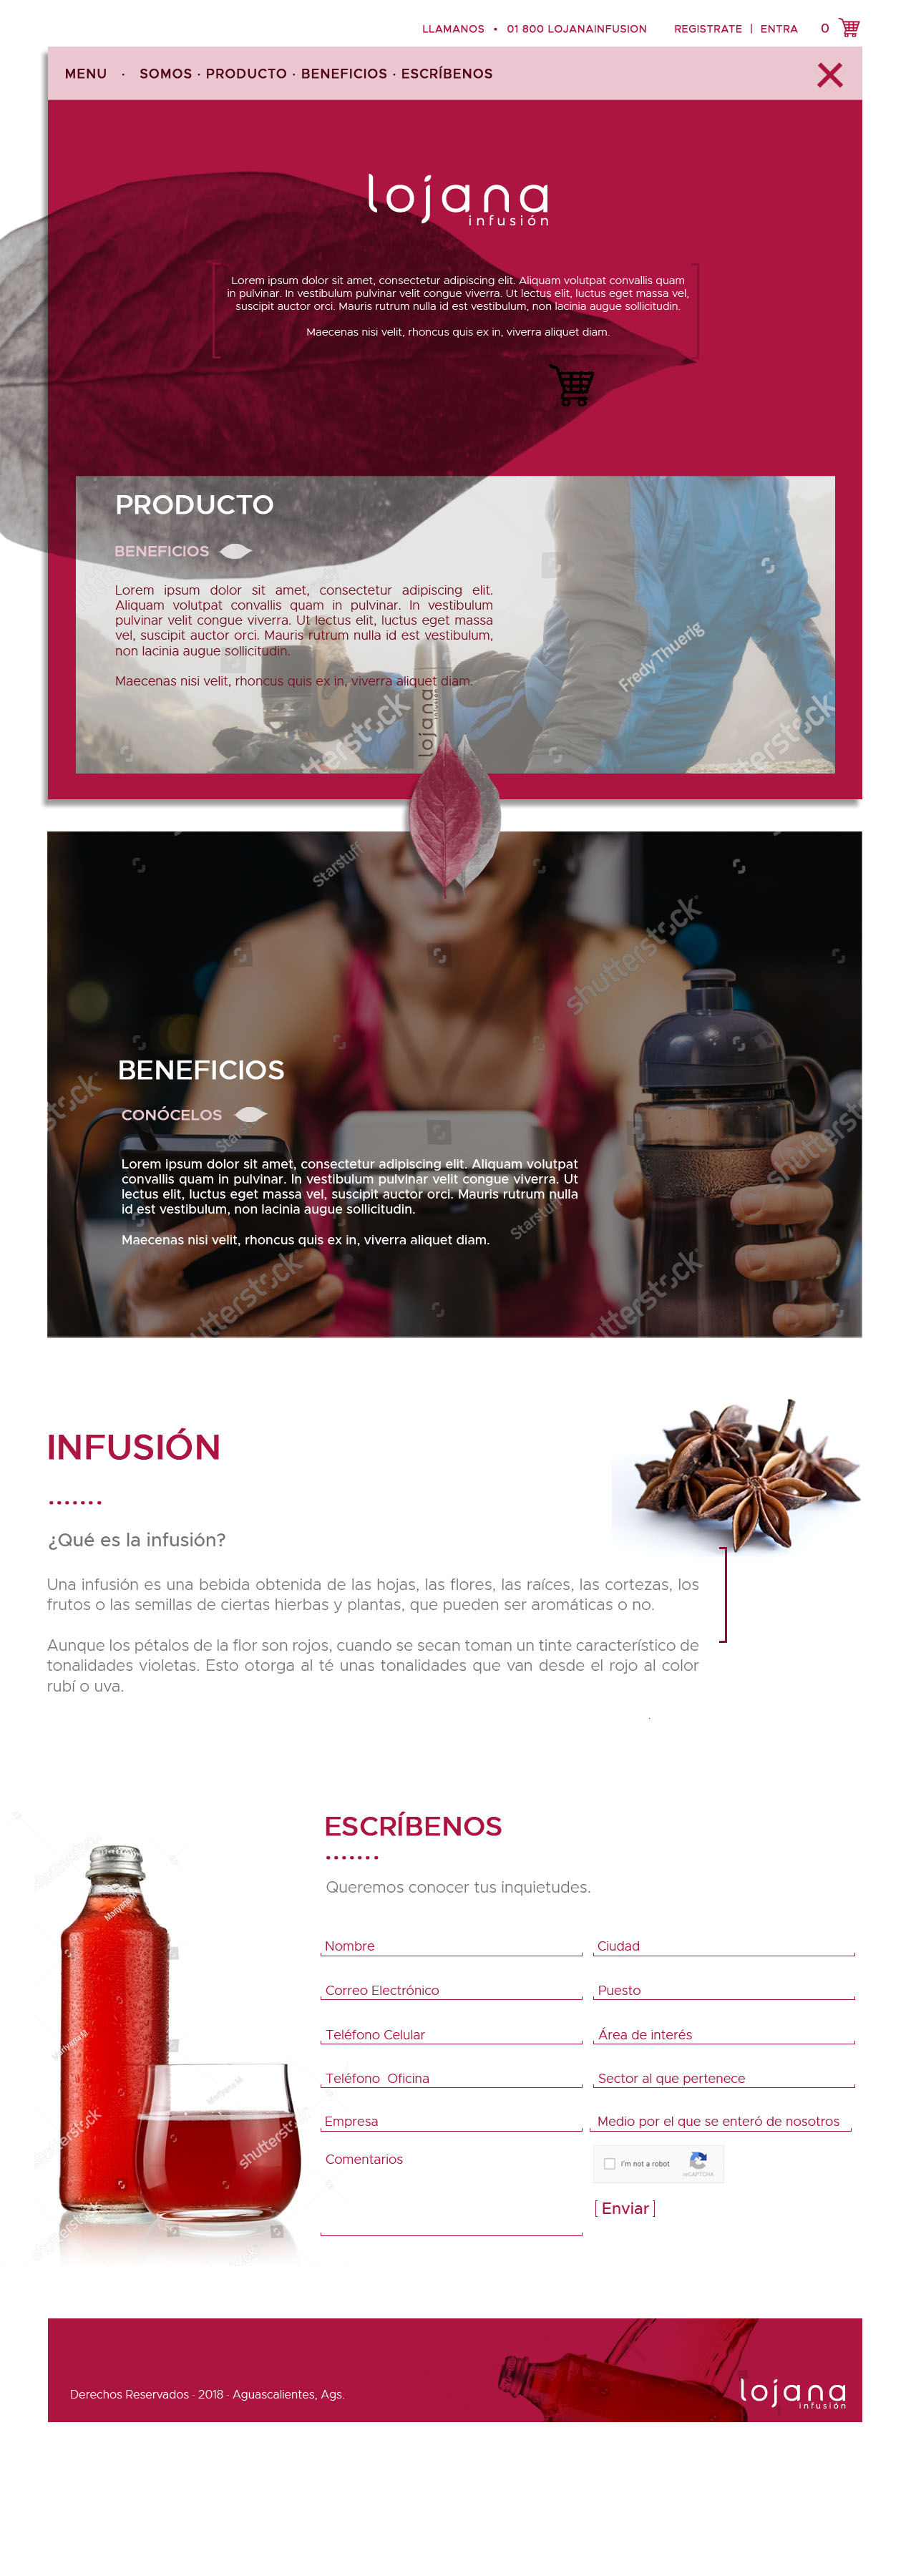 LLAMANOS • 01 800 LOJANAINFUSION REGISTRATE | ENTRA 0
MENU · SOMOS · PRODUCTO · BENEFICIOS · ESCRÍBENOS
lojana
infusión
Lorem ipsum dolor sit amet, consectetur adipiscing elit. Aliquam volutpat convallis quam
in pulvinar. In vestibulum pulvinar velit congue viverra. Ut lectus elit, luctus eget massa vel,
suscipit auctor orci. Mauris rutrum nulla id est vestibulum, non lacinia augue sollicitudin.
Maecenas nisi velit, rhoncus quis ex in, viverra aliquet diam.
PRODUCTO
BENEFICIOS
Lorem ipsum dolor sit amet, consectetur adipiscing elit.
Aliquam volutpat convallis quam in pulvinar. In vestibulum
pulvinar velit congue viverra. Ut lectus elit, luctus eget massa
vel, suscipit auctor orci. Mauris rutrum nulla id est vestibulum,
non lacinia augue sollicitudin.
Maecenas nisi velit, rhoncus quis ex in, viverra aliquet diam.
Fredy Thuerig
shutterstock
shutterstock
lojana
infusión
Starstuff
shutterstock
BENEFICIOS
CONÓCELOS
Starstuff
shutterstock
Lorem ipsum dolor sit amet, consectetur adipiscing elit. Aliquam volutpat
convallis quam in pulvinar. In vestibulum pulvinar velit congue viverra. Ut
lectus elit, luctus eget massa vel, suscipit auctor orci. Mauris rutrum nulla
id est vestibulum, non lacinia augue sollicitudin.
Starstuff
Maecenas nisi velit, rhoncus quis ex in, viverra aliquet diam.
shutterstock
shutterstock
INFUSIÓN
¿Qué es la infusión?
Una infusión es una bebida obtenida de las hojas, las flores, las raíces, las cortezas, los
frutos o las semillas de ciertas hierbas y plantas, que pueden ser aromáticas o no.
Aunque los pétalos de la flor son rojos, cuando se secan toman un tinte característico de
tonalidades violetas. Esto otorga al té unas tonalidades que van desde el rojo al color
rubí o uva.
ESCRÍBENOS
Queremos conocer tus inquietudes.
Nombre Ciudad
Correo Electrónico Puesto
Teléfono Celular Área de interés
Teléfono Oficina Sector al que pertenece
Empresa Medio por el que se enteró de nosotros
Comentarios
I'm not a robot
reCAPTCHA
[ Enviar ]
Maryana M
shutterstock
Derechos Reservados · 2018 · Aguascalientes, Ags.
lojana
infusión